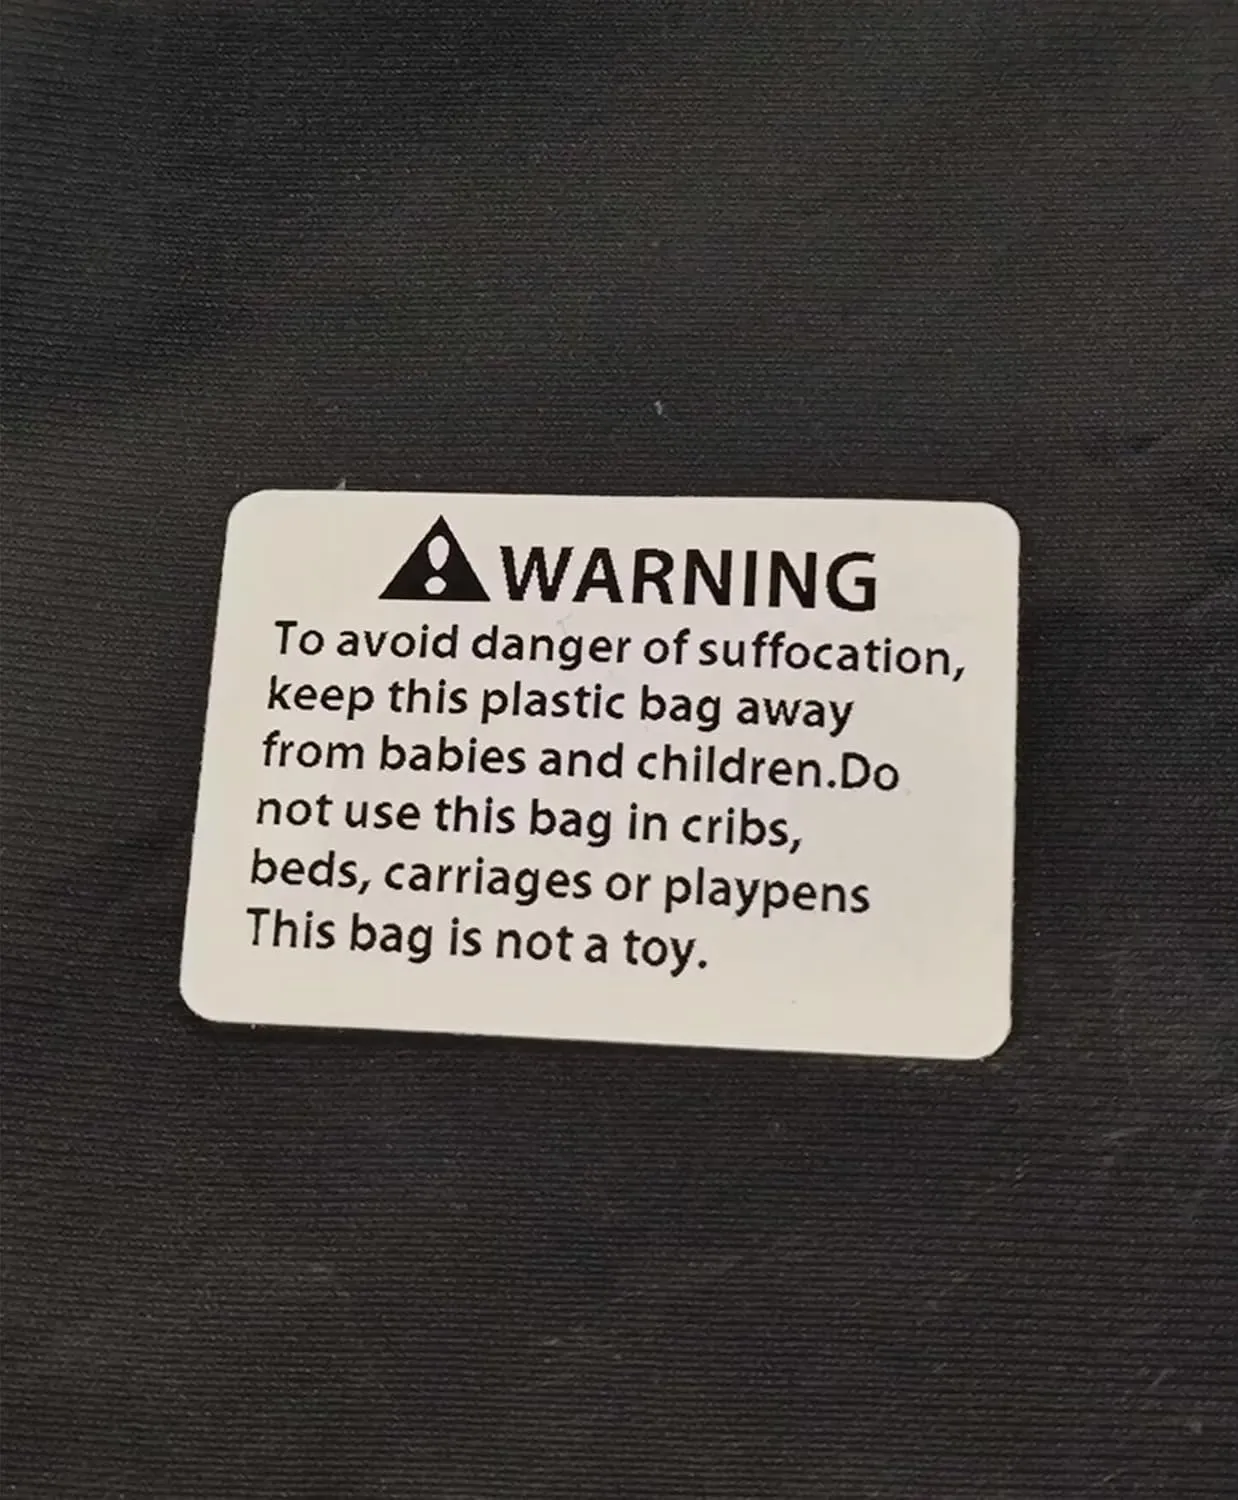 WARNING
To avoid danger of suffocation,
keep this plastic bag away
from babies and children.Do
not use this bag in cribs,
beds, carriages or playpens
This bag is not a toy.